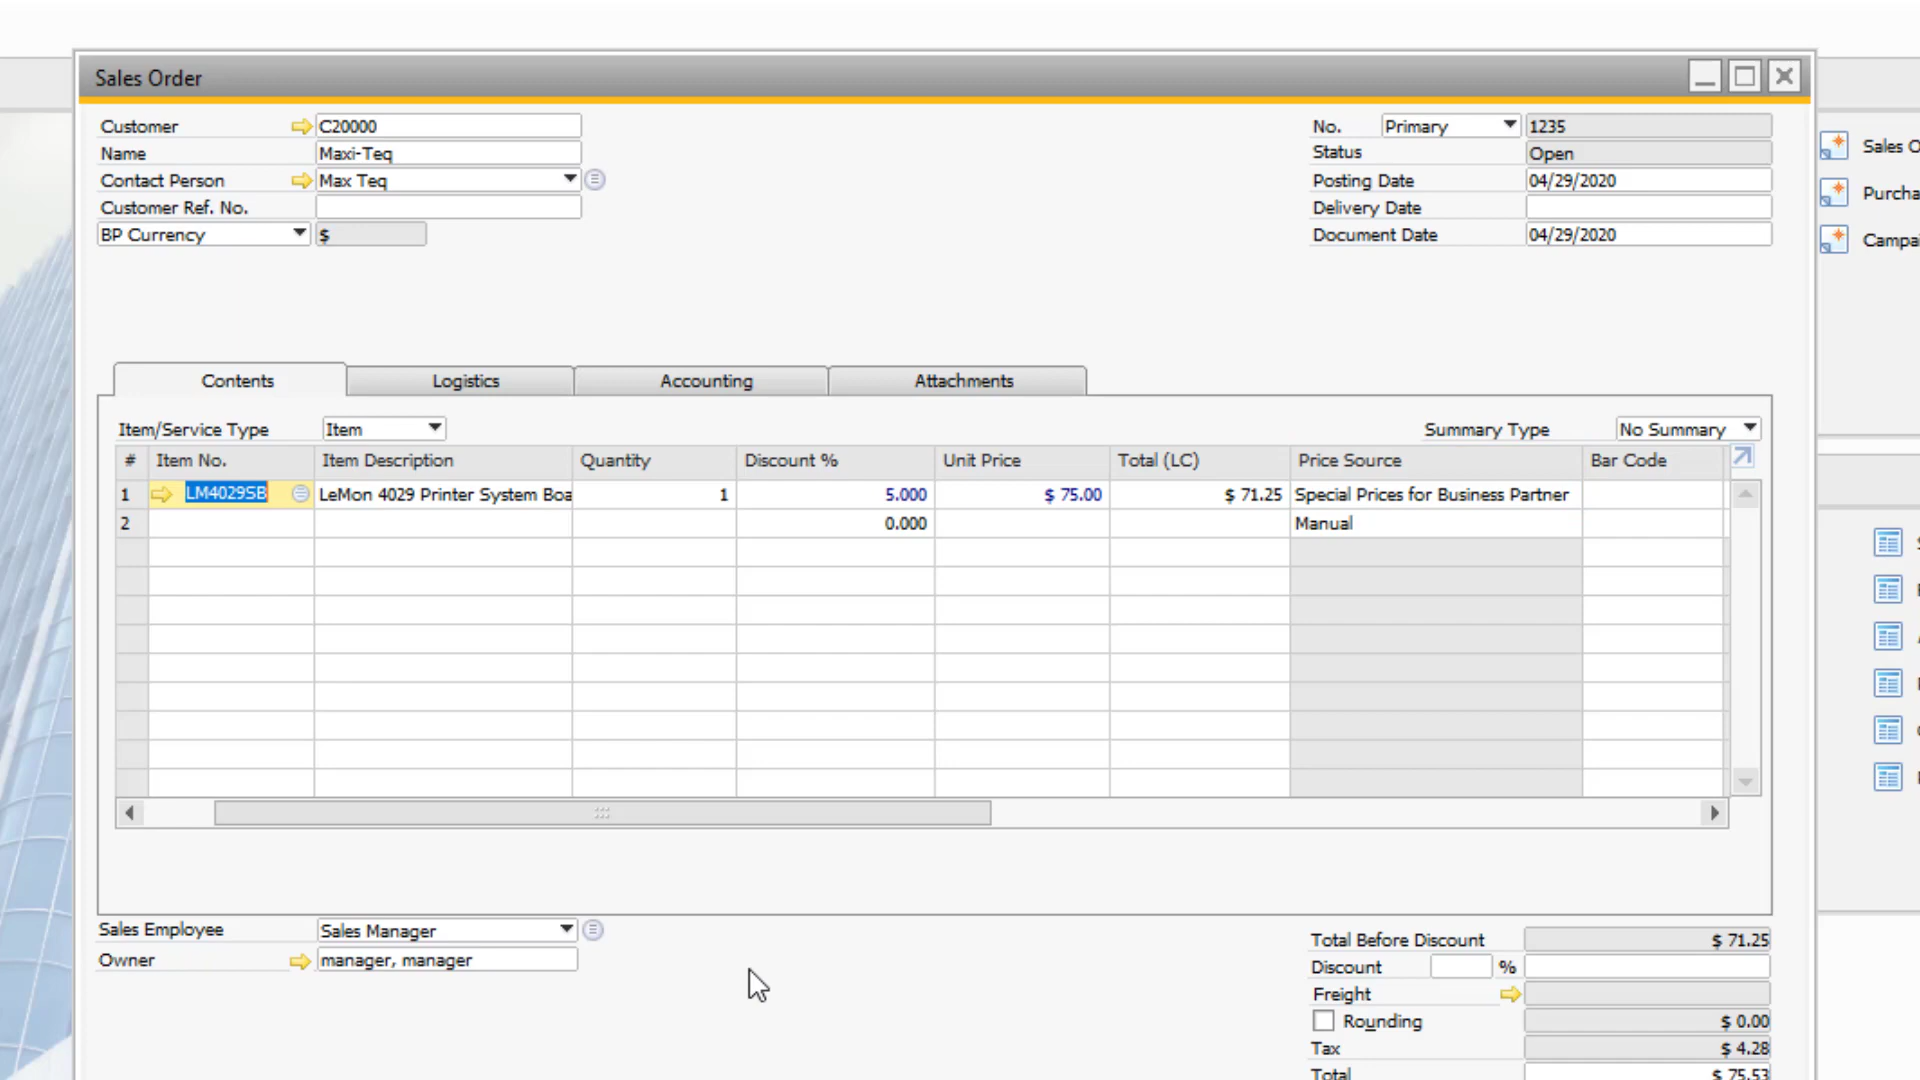 Sales Order
Customer C20000
Name Maxi-Teq
Contact Person Max Teq
Customer Ref. No.
BP Currency $
No. Primary 1235
Status Open
Posting Date 04/29/2020
Delivery Date
Document Date 04/29/2020
Sales O
Purcha
Campai
Contents Logistics Accounting Attachments
Item/Service Type Item Summary Type No Summary
# Item No. Item Description Quantity Discount % Unit Price Total (LC) Price Source Bar Code
1 LM4029SB LeMon 4029 Printer System Boa 1 5.000 $ 75.00 $ 71.25 Special Prices for Business Partner
2 0.000 Manual
Sales Employee Sales Manager
Owner manager, manager
Total Before Discount $ 71.25
Discount %
Freight
Rounding $ 0.00
Tax $ 4.28
Total $ 75.53